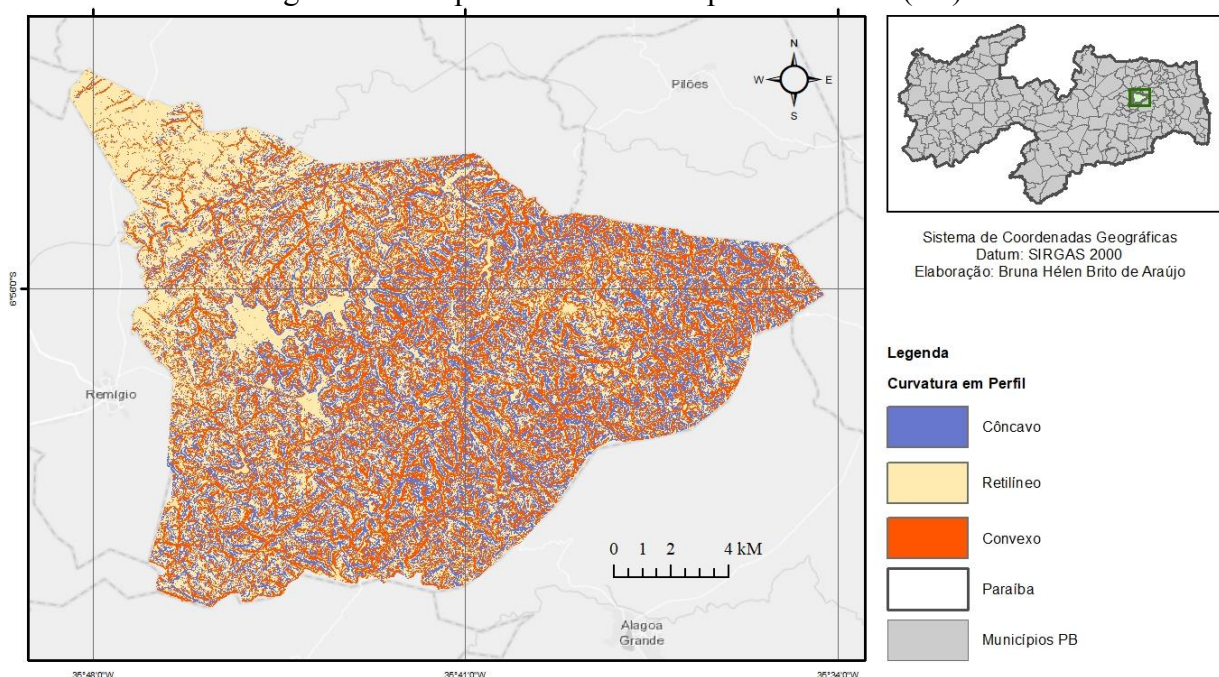 N
W
E
S
Pilões
6°56'0"S
Remígio
0 1 2 4 kM
Alagoa
Grande
35°48'0"W
35°41'0"W
35°34'0"W
Sistema de Coordenadas Geográficas
Datum: SIRGAS 2000
Elaboração: Bruna Hélen Brito de Araújo
Legenda
Curvatura em Perfil
Côncavo
Retilíneo
Convexo
Paraíba
Municípios PB